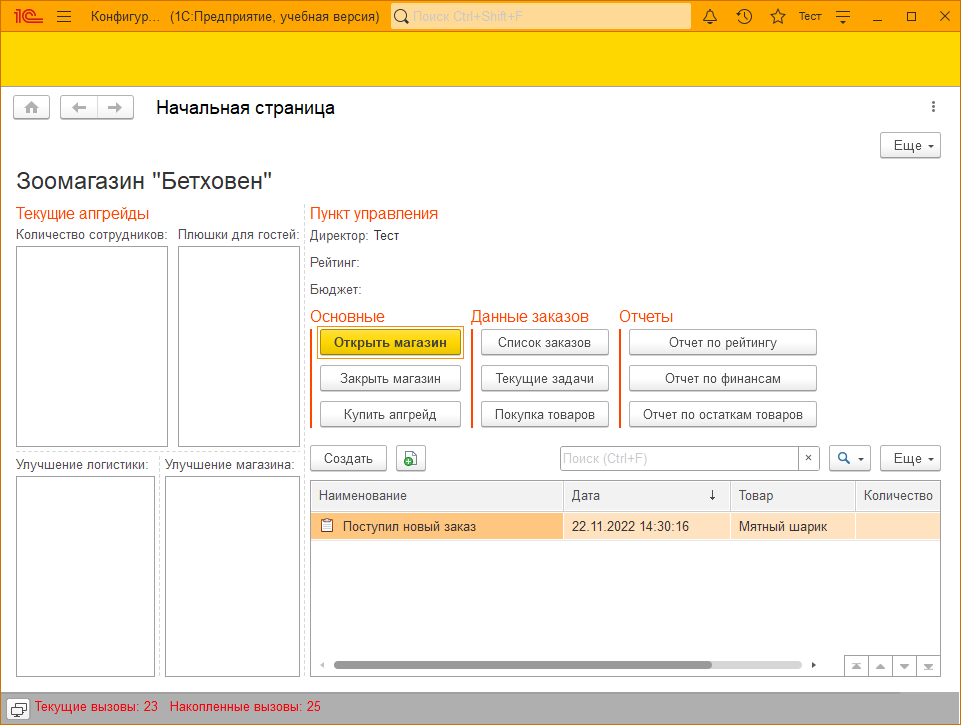 1С Конфигур... (1С:Предприятие, учебная версия) Поиск Ctrl+Shift+F Тест
Начальная страница
Еще
Зоомагазин "Бетховен"
Текущие апгрейды
Количество сотрудников: Плюшки для гостей:
Улучшение логистики: Улучшение магазина:
Пункт управления
Директор: Тест
Рейтинг:
Бюджет:
Основные Данные заказов Отчеты
Открыть магазин Список заказов Отчет по рейтингу
Закрыть магазин Текущие задачи Отчет по финансам
Купить апгрейд Покупка товаров Отчет по остаткам товаров
Создать Поиск (Ctrl+F) × Еще
Наименование Дата ↓ Товар Количество
Поступил новый заказ 22.11.2022 14:30:16 Мятный шарик
Текущие вызовы: 23 Накопленные вызовы: 25